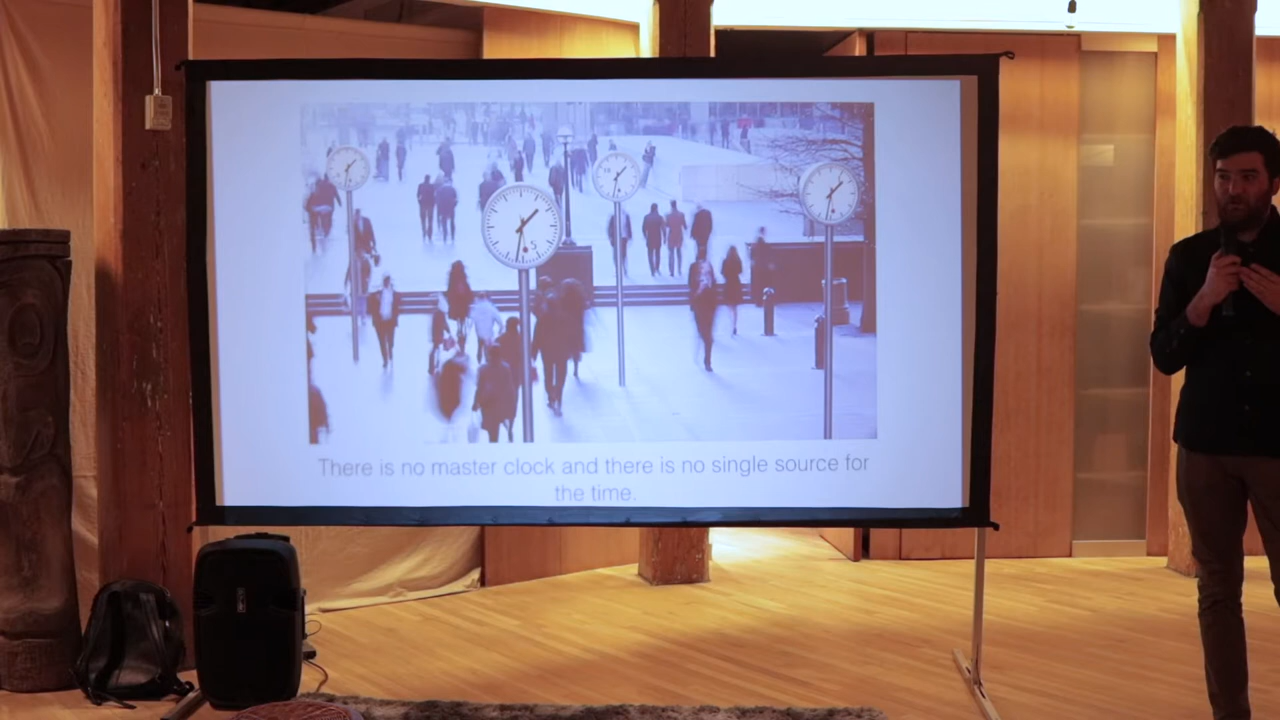 There is no master clock and there is no single source for
the time.